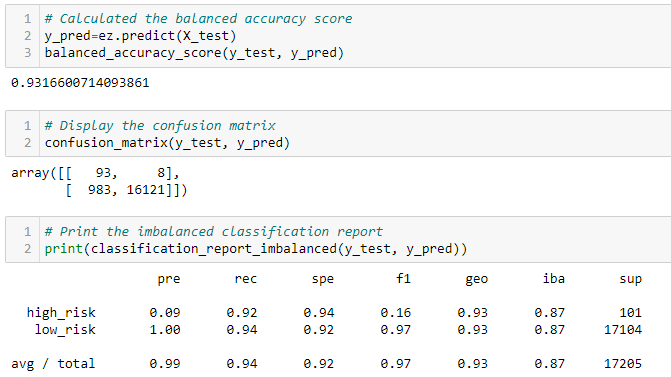 1 # Calculated the balanced accuracy score
2 y_pred=ez.predict(X_test)
3 balanced_accuracy_score(y_test, y_pred)
0.9316600714093861
1 # Display the confusion matrix
2 confusion_matrix(y_test, y_pred)
array([[   93,     8],
       [  983, 16121]])
1 # Print the imbalanced classification report
2 print(classification_report_imbalanced(y_test, y_pred))
pre rec spe f1 geo iba sup
high_risk 0.09 0.92 0.94 0.16 0.93 0.87 101
low_risk 1.00 0.94 0.92 0.97 0.93 0.87 17104
avg / total 0.99 0.94 0.92 0.97 0.93 0.87 17205